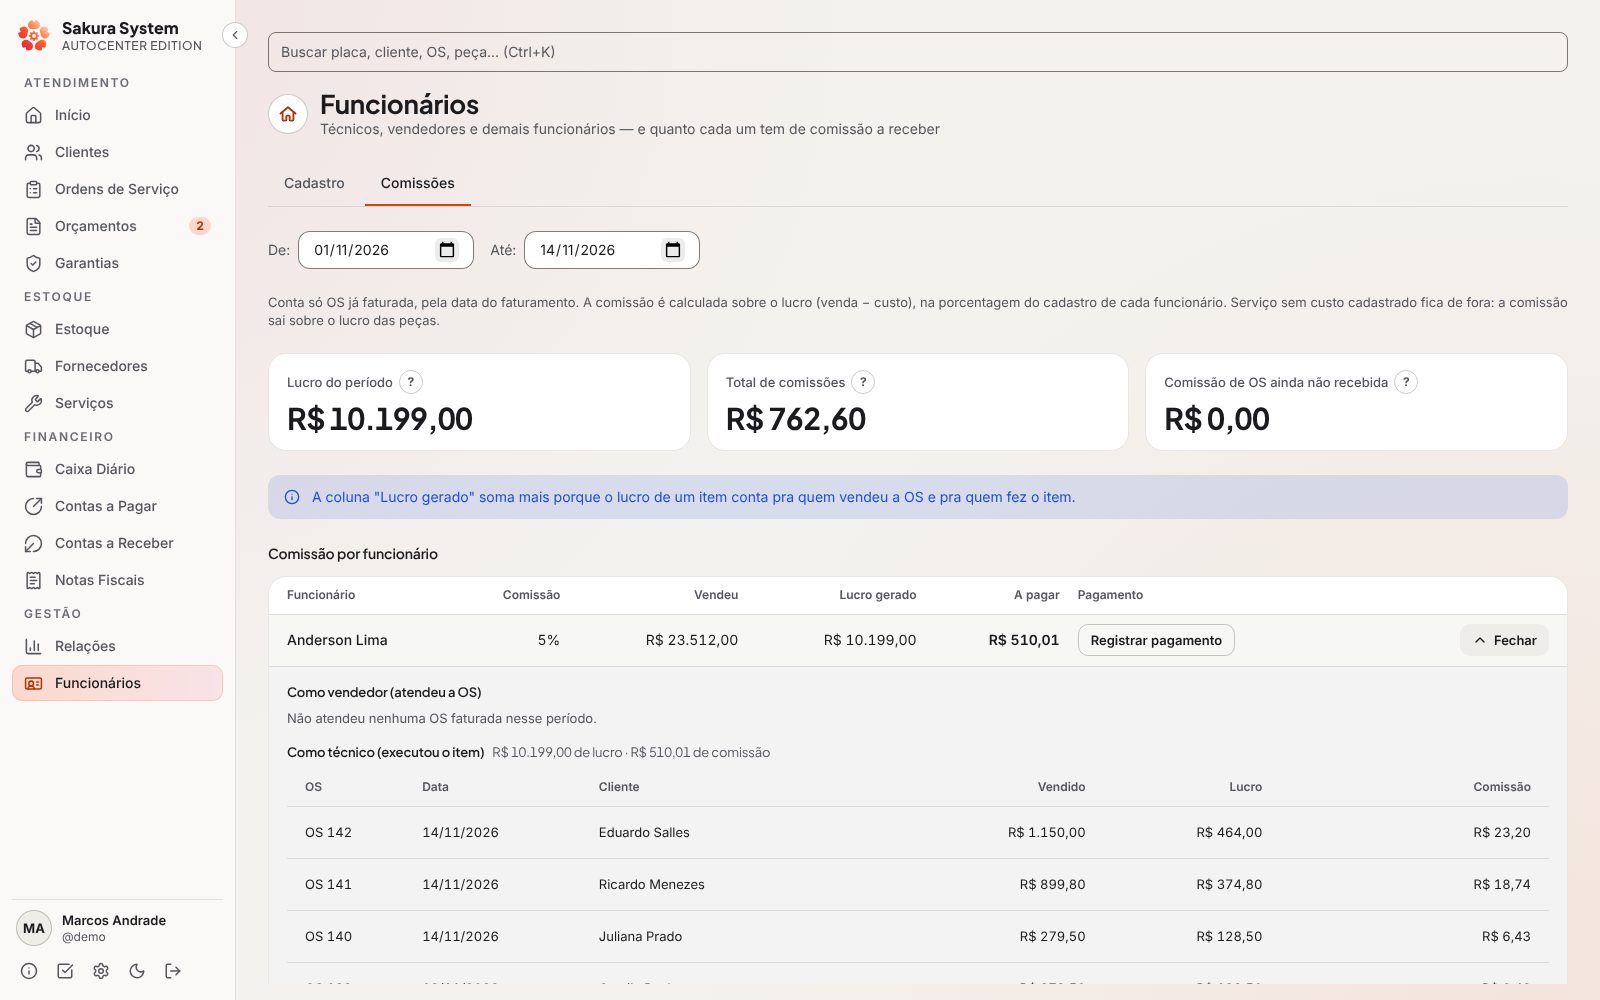 Sakura System
AUTOCENTER EDITION
ATENDIMENTO
Início
Clientes
Ordens de Serviço
Orçamentos 2
Garantias
ESTOQUE
Estoque
Fornecedores
Serviços
FINANCEIRO
Caixa Diário
Contas a Pagar
Contas a Receber
Notas Fiscais
GESTÃO
Relações
Funcionários
MA
Marcos Andrade
@demo
Buscar placa, cliente, OS, peça... (Ctrl+K)
Funcionários
Técnicos, vendedores e demais funcionários — e quanto cada um tem de comissão a receber
Cadastro Comissões
De: 01/11/2026 Até: 14/11/2026
Conta só OS já faturada, pela data do faturamento. A comissão é calculada sobre o lucro (venda − custo), na porcentagem do cadastro de cada funcionário. Serviço sem custo cadastrado fica de fora: a comissão
sai sobre o lucro das peças.
Lucro do período ?
R$ 10.199,00
Total de comissões ?
R$ 762,60
Comissão de OS ainda não recebida ?
R$ 0,00
A coluna "Lucro gerado" soma mais porque o lucro de um item conta pra quem vendeu a OS e pra quem fez o item.
Comissão por funcionário
Funcionário Comissão Vendeu Lucro gerado A pagar Pagamento
Anderson Lima 5% R$ 23.512,00 R$ 10.199,00 R$ 510,01 Registrar pagamento Fechar
Como vendedor (atendeu a OS)
Não atendeu nenhuma OS faturada nesse período.
Como técnico (executou o item) R$ 10.199,00 de lucro · R$ 510,01 de comissão
OS Data Cliente Vendido Lucro Comissão
OS 142 14/11/2026 Eduardo Salles R$ 1.150,00 R$ 464,00 R$ 23,20
OS 141 14/11/2026 Ricardo Menezes R$ 899,80 R$ 374,80 R$ 18,74
OS 140 14/11/2026 Juliana Prado R$ 279,50 R$ 128,50 R$ 6,43